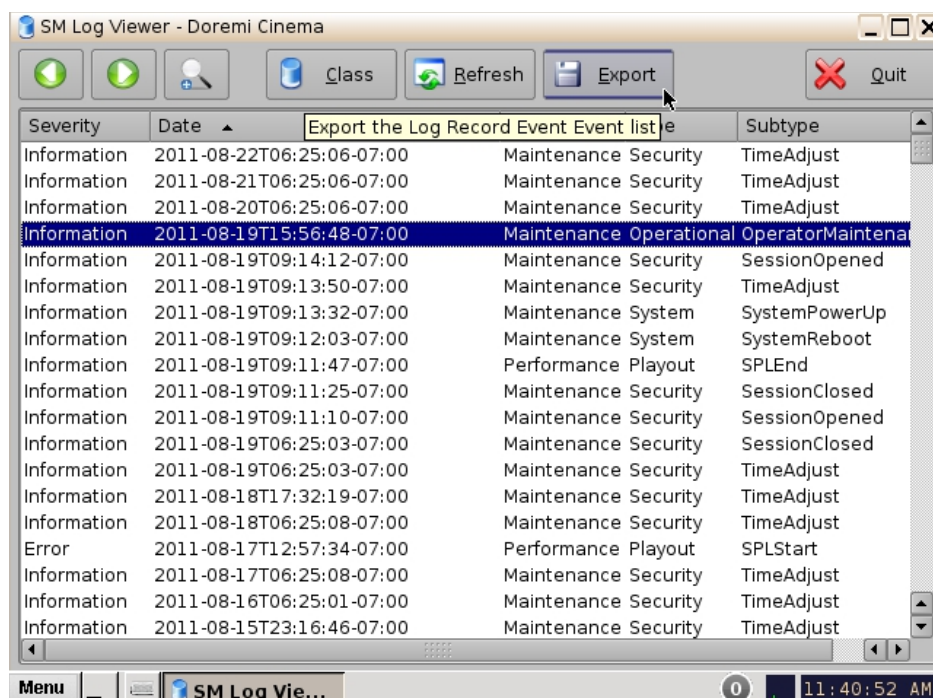 SM Log Viewer - Doremi Cinema
Class Refresh Export Quit
Severity Date Export the Log Record Event Event list Subtype
Information 2011-08-22T06:25:06-07:00 Maintenance Security TimeAdjust
Information 2011-08-21T06:25:06-07:00 Maintenance Security TimeAdjust
Information 2011-08-20T06:25:06-07:00 Maintenance Security TimeAdjust
Information 2011-08-19T15:56:48-07:00 Maintenance Operational OperatorMaintenan
Information 2011-08-19T09:14:12-07:00 Maintenance Security SessionOpened
Information 2011-08-19T09:13:50-07:00 Maintenance Security TimeAdjust
Information 2011-08-19T09:13:32-07:00 Maintenance System SystemPowerUp
Information 2011-08-19T09:12:03-07:00 Maintenance System SystemReboot
Information 2011-08-19T09:11:47-07:00 Performance Playout SPLEnd
Information 2011-08-19T09:11:25-07:00 Maintenance Security SessionClosed
Information 2011-08-19T09:11:10-07:00 Maintenance Security SessionOpened
Information 2011-08-19T06:25:03-07:00 Maintenance Security SessionClosed
Information 2011-08-19T06:25:03-07:00 Maintenance Security TimeAdjust
Information 2011-08-18T17:32:19-07:00 Maintenance Security TimeAdjust
Information 2011-08-18T06:25:08-07:00 Maintenance Security TimeAdjust
Error 2011-08-17T12:57:34-07:00 Performance Playout SPLStart
Information 2011-08-17T06:25:08-07:00 Maintenance Security TimeAdjust
Information 2011-08-16T06:25:01-07:00 Maintenance Security TimeAdjust
Information 2011-08-15T23:16:46-07:00 Maintenance Security TimeAdjust
Menu SM Log Vie... 0 11:40:52 AM